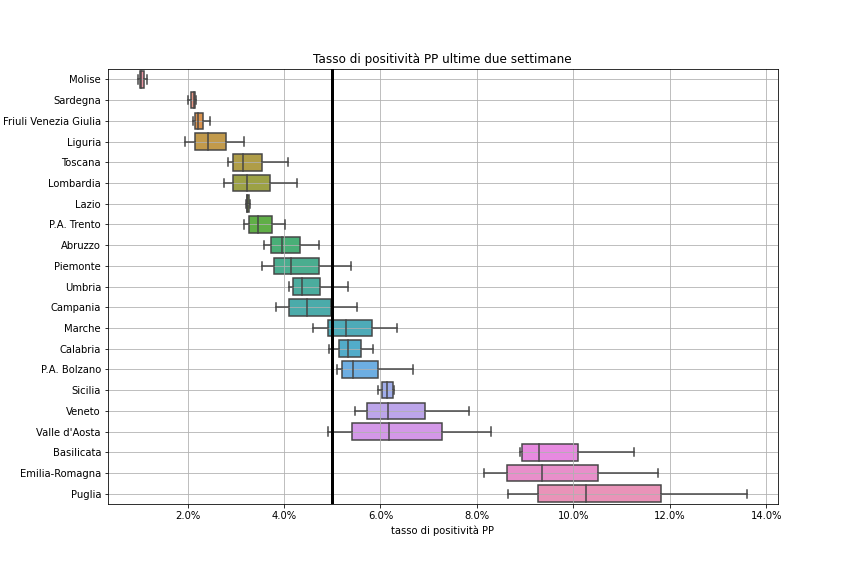 Tasso di positività PP ultime due settimane
Molise
Sardegna
Friuli Venezia Giulia
Liguria
Toscana
Lombardia
Lazio
P.A. Trento
Abruzzo
Piemonte
Umbria
Campania
Marche
Calabria
P.A. Bolzano
Sicilia
Veneto
Valle d'Aosta
Basilicata
Emilia-Romagna
Puglia
2.0% 4.0% 6.0% 8.0% 10.0% 12.0% 14.0%
tasso di positività PP